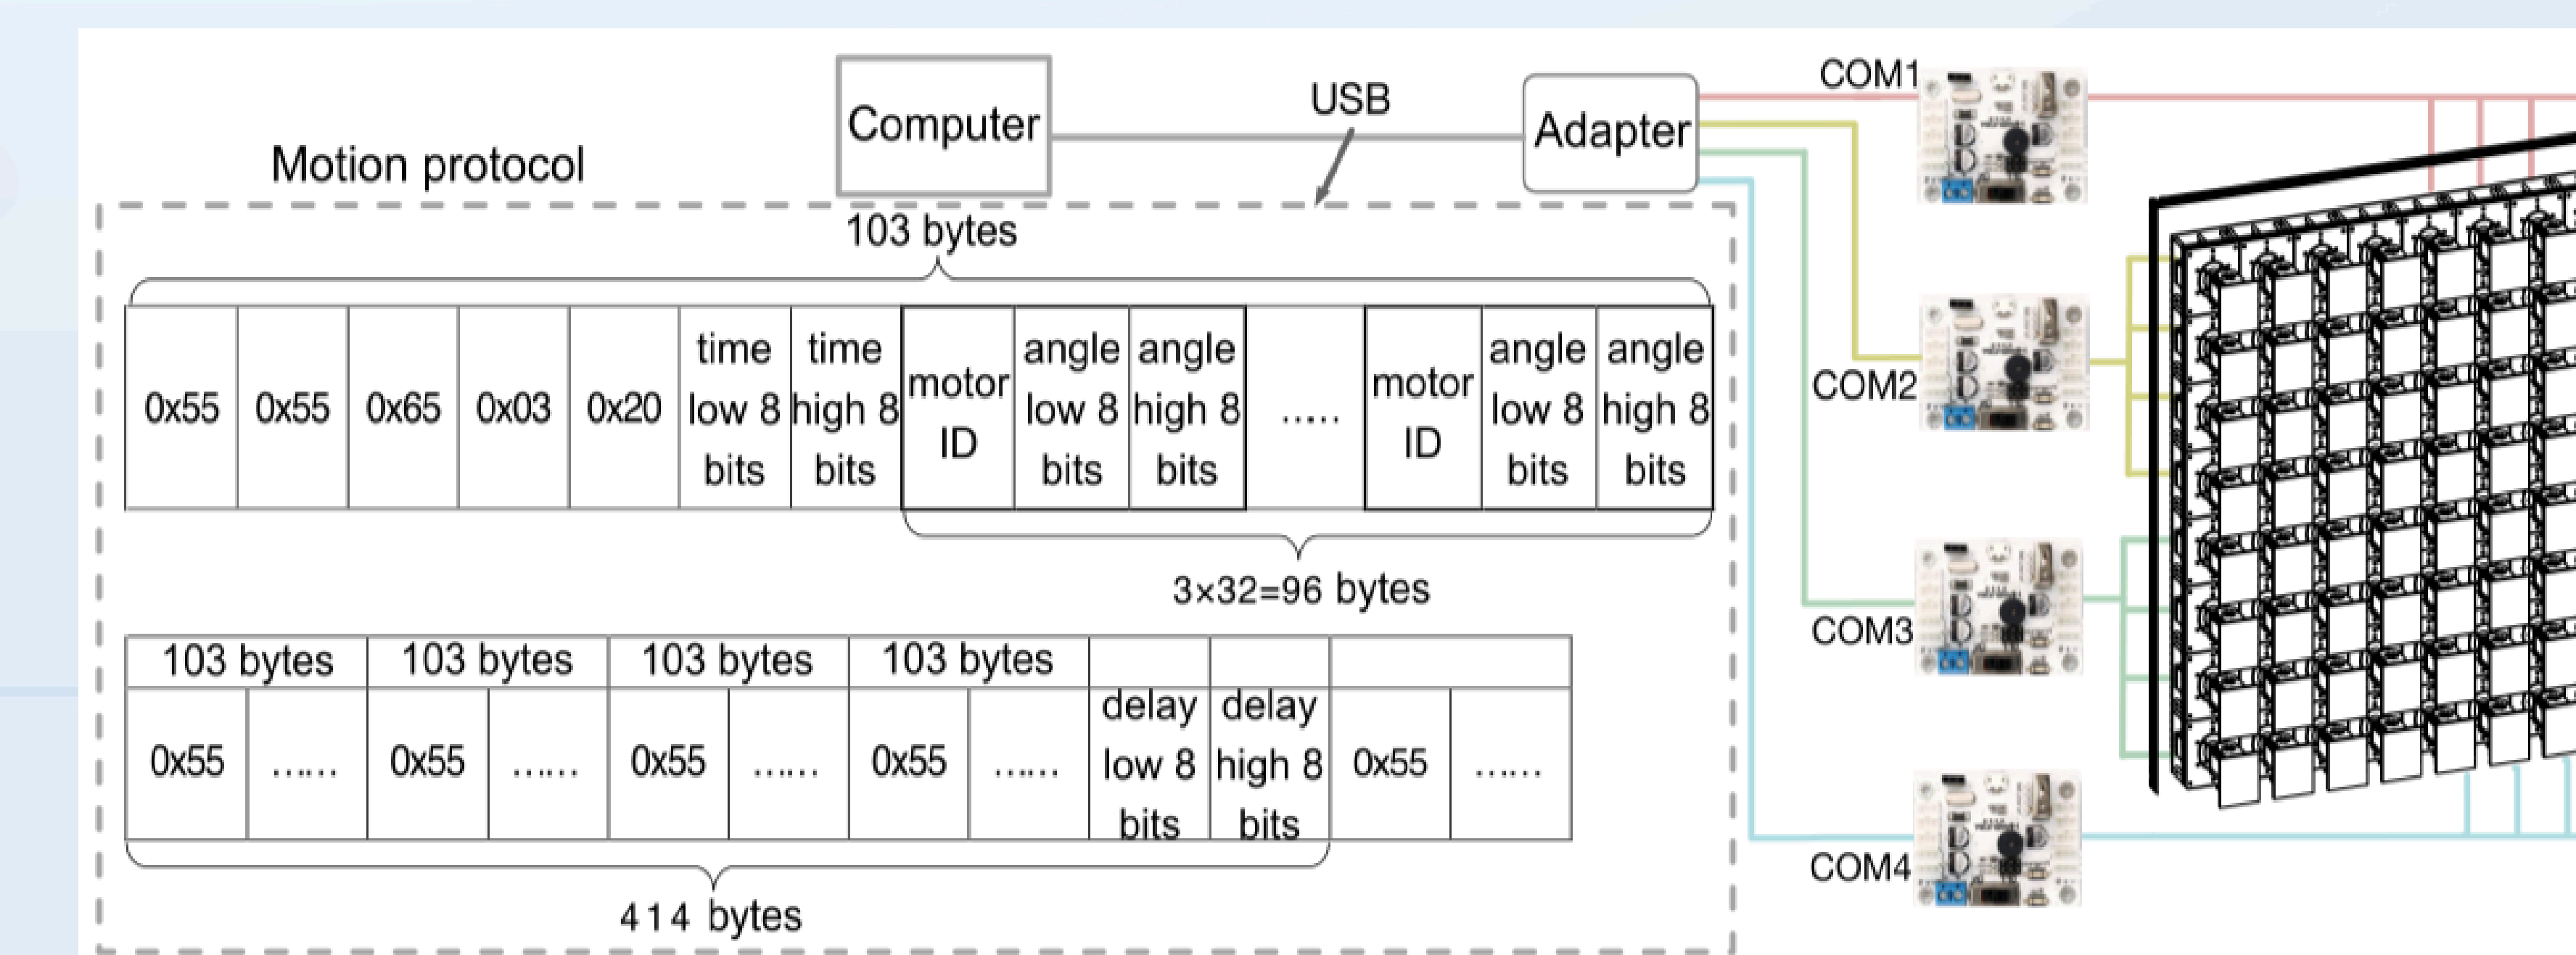 Computer
USB
Adapter
COM1
COM2
COM3
COM4
Motion protocol
103 bytes
0x55
0x55
0x65
0x03
0x20
time
low 8
bits
time
high 8
bits
motor
ID
angle
low 8
bits
angle
high 8
bits
.....
motor
ID
angle
low 8
bits
angle
high 8
bits
3×32=96 bytes
103 bytes
103 bytes
103 bytes
103 bytes
0x55
......
0x55
......
0x55
......
0x55
......
delay
low 8
bits
delay
high 8
bits
0x55
......
414 bytes